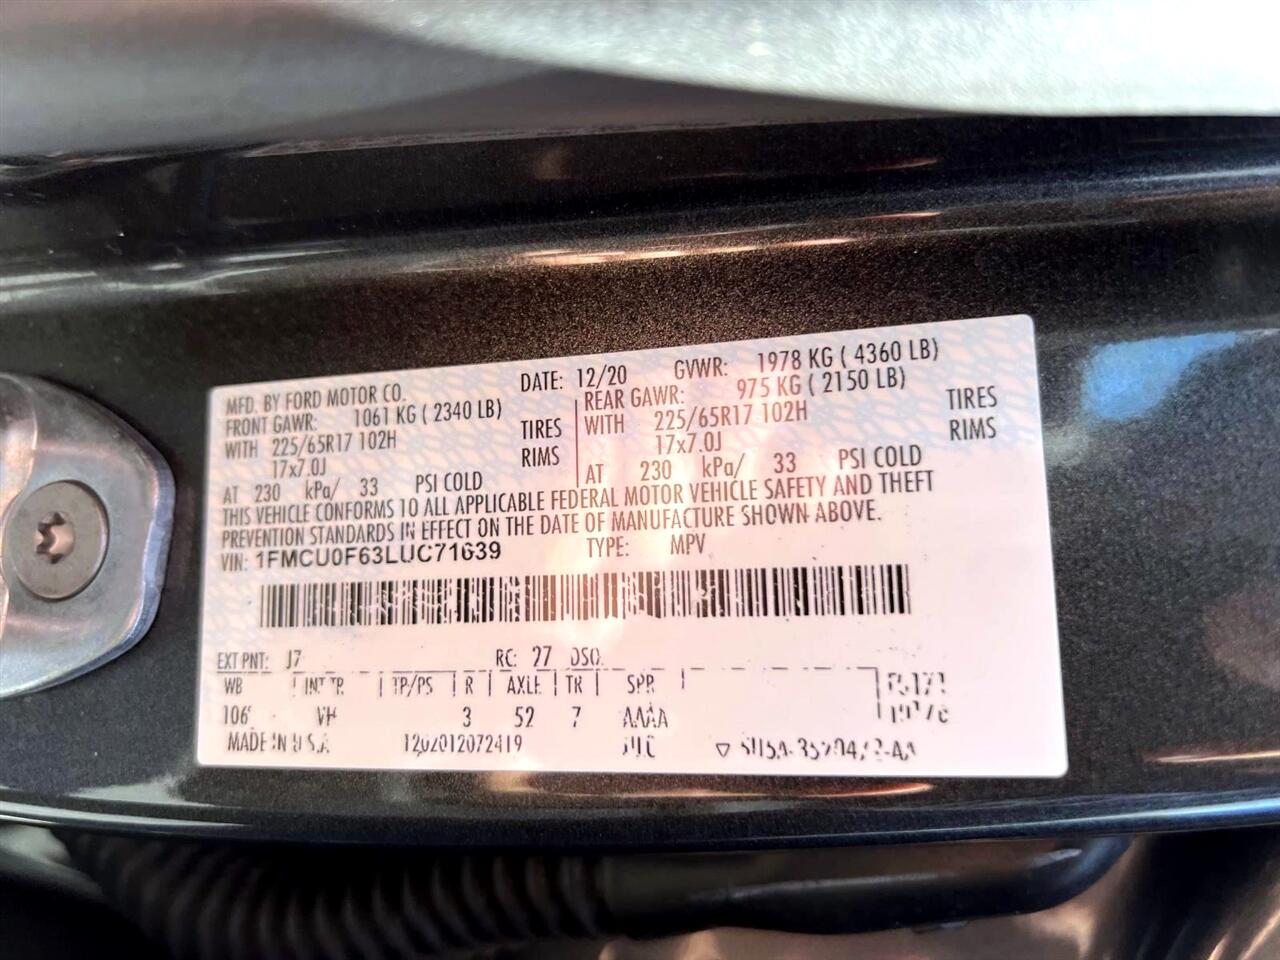 MFD. BY FORD MOTOR CO. DATE: 12/20 GVWR: 1978 KG ( 4360 LB)
FRONT GAWR: 1061 KG ( 2340 LB) REAR GAWR: 975 KG ( 2150 LB)
WITH 225/65R17 102H TIRES WITH 225/65R17 102H TIRES
17x7.0J RIMS 17x7.0J RIMS
AT 230 kPa/ 33 PSI COLD AT 230 kPa/ 33 PSI COLD
THIS VEHICLE CONFORMS TO ALL APPLICABLE FEDERAL MOTOR VEHICLE SAFETY AND THEFT
PREVENTION STANDARDS IN EFFECT ON THE DATE OF MANUFACTURE SHOWN ABOVE.
VIN: 1FMCU0F63LUC71639 TYPE: MPV
EXT PNT: J7 RC: 27 DSO:
WB INT TR TP/PS R AXLE TR SPR
VH 3 52 7 AAAA
MADE IN U.S.A.